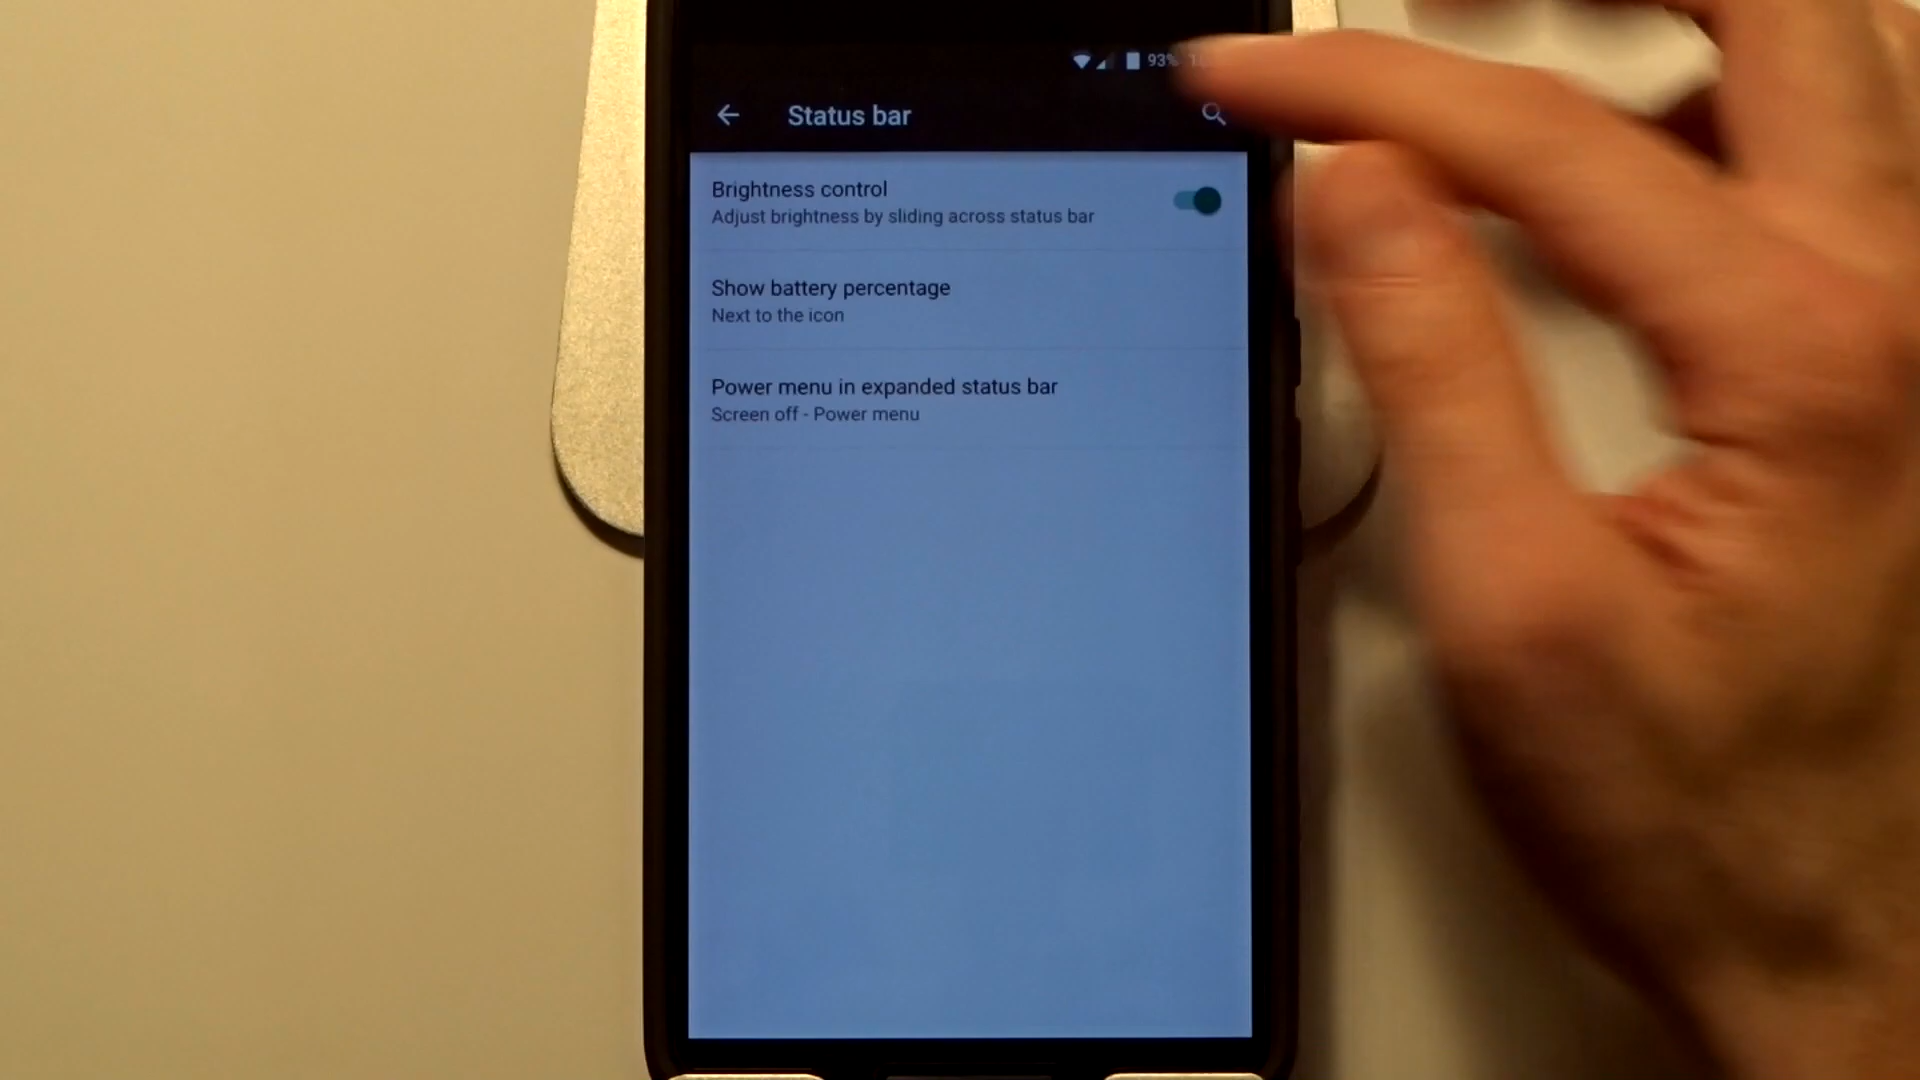 93%
Status bar
Brightness control
Adjust brightness by sliding across status bar
Show battery percentage
Next to the icon
Power menu in expanded status bar
Screen off - Power menu